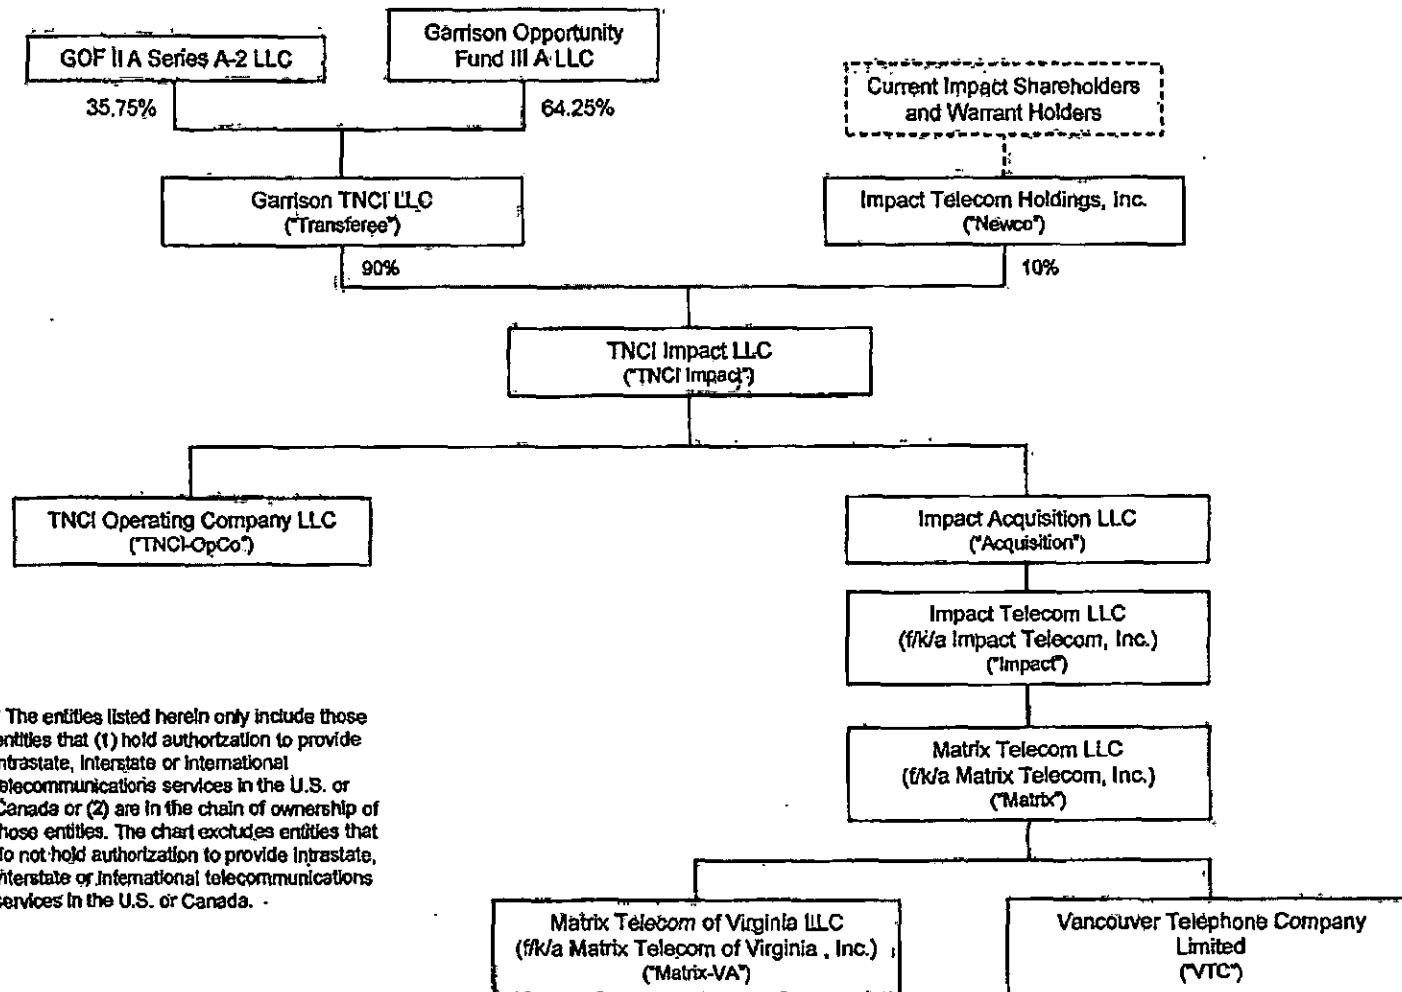 GOF II A Series A-2 LLC
Garrison Opportunity
Fund III A LLC
35.75%
64.25%
Current Impact Shareholders
and Warrant Holders
Garrison TNCI LLC
("Transferee")
Impact Telecom Holdings, Inc.
("Newco")
90%
10%
TNCI Impact LLC
("TNCI Impact")
TNCI Operating Company LLC
("TNCI-OpCo")
Impact Acquisition LLC
("Acquisition")
Impact Telecom LLC
(f/k/a Impact Telecom, Inc.)
("Impact")
Matrix Telecom LLC
(f/k/a Matrix Telecom, Inc.)
("Matrix")
The entities listed herein only include those
entities that (1) hold authorization to provide
ntrastate, Interstate or International
elecommunications services in the U.S. or
Canada or (2) are in the chain of ownership of
hose entities. The chart excludes entities that
o not hold authorization to provide intrastate,
nterstate or international telecommunications
services in the U.S. or Canada.
Matrix Telecom of Virginia LLC
(f/k/a Matrix Telecom of Virginia , Inc.)
("Matrix-VA")
Vancouver Telephone Company
Limited
("VTC")